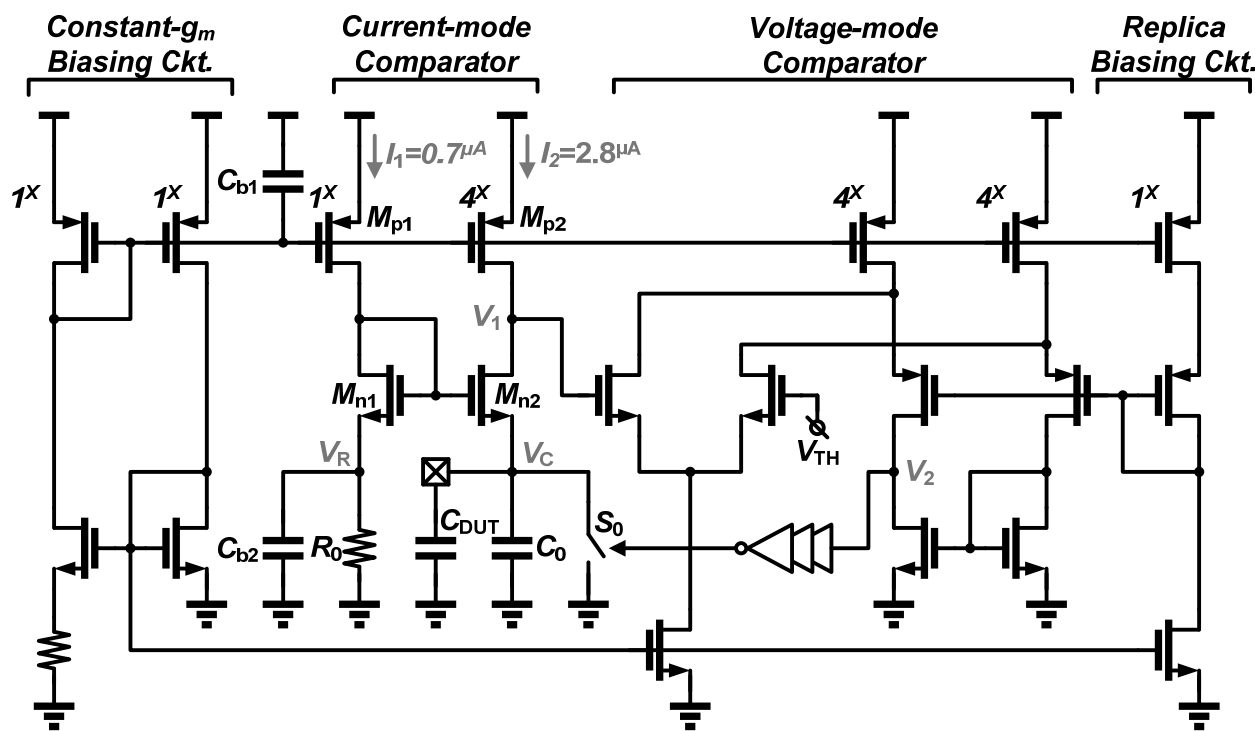 Constant-gm
Biasing Ckt.
Current-mode
Comparator
Voltage-mode
Comparator
Replica
Biasing Ckt.
I1=0.7µA
I2=2.8µA
1X
1X
Cb1
1X
Mp1
4X
Mp2
4X
4X
1X
V1
Mn1
Mn2
VR
VC
VTH
V2
Cb2
R0
CDUT
C0
S0